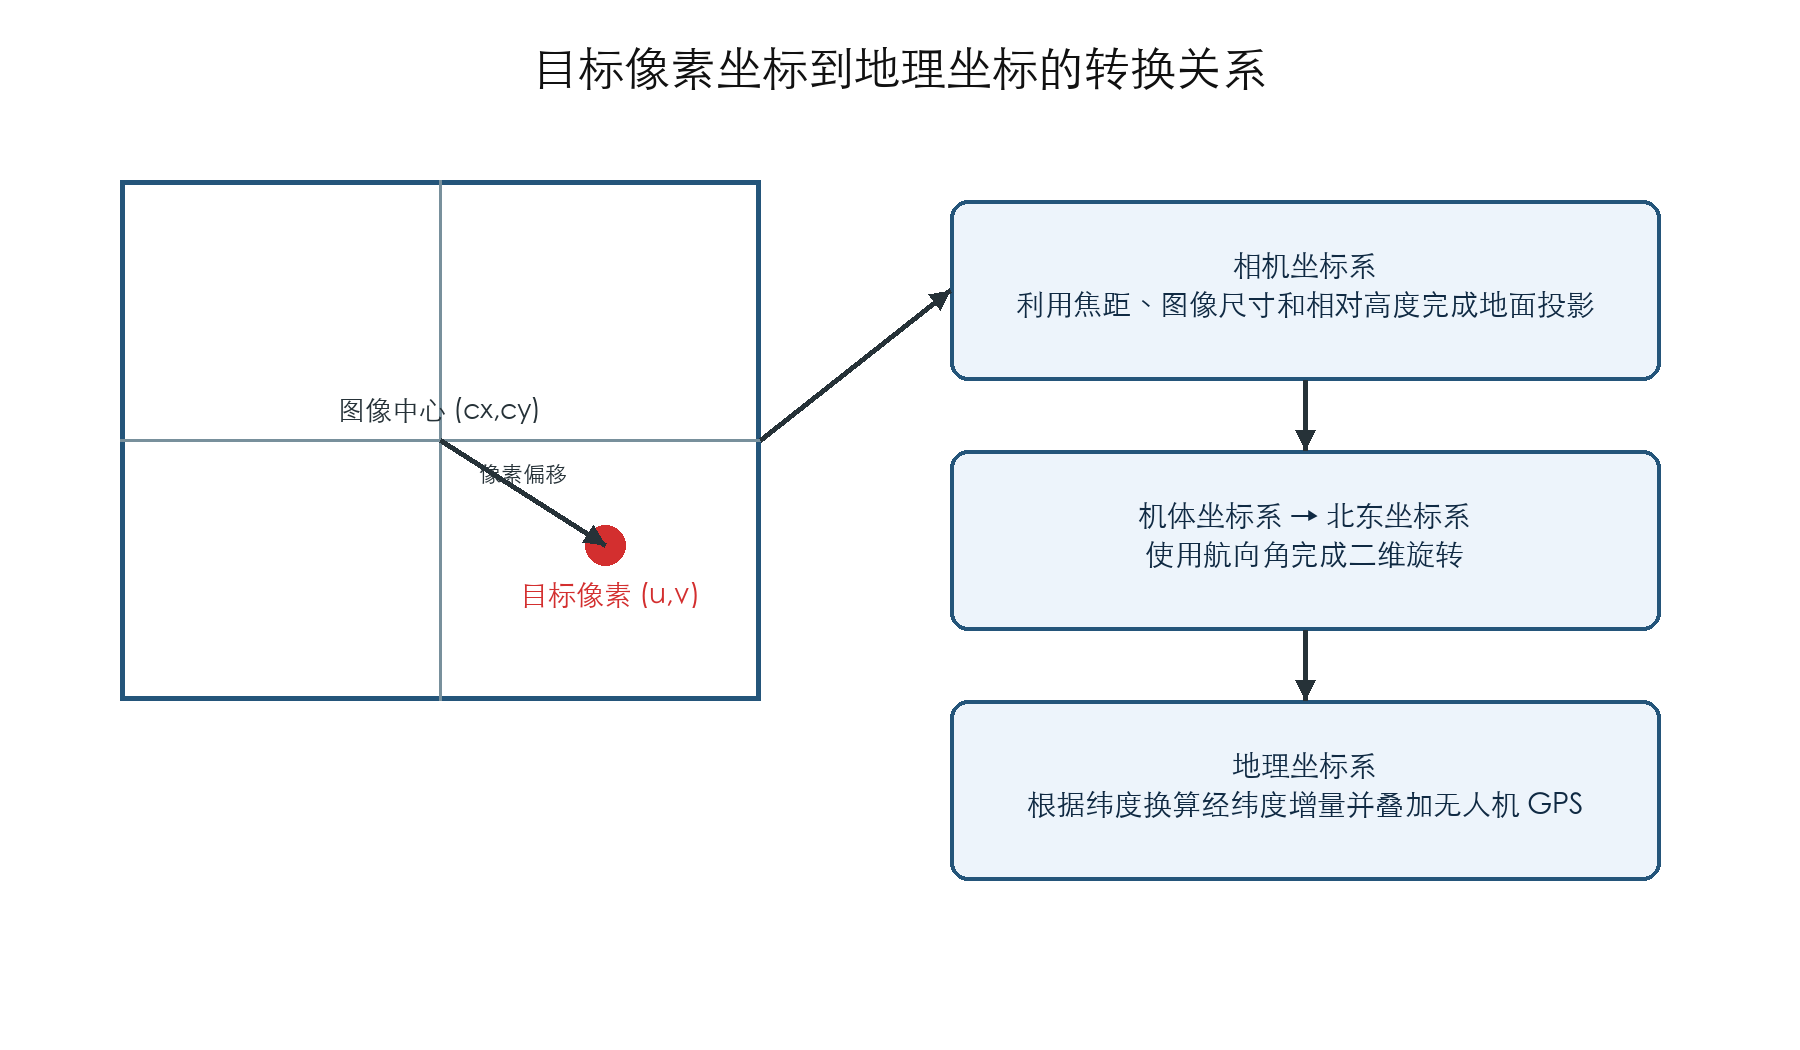 目标像素坐标到地理坐标的转换关系
图像中心 (cx,cy)
像素偏移
目标像素 (u,v)
相机坐标系
利用焦距、图像尺寸和相对高度完成地面投影
机体坐标系 → 北东坐标系
使用航向角完成二维旋转
地理坐标系
根据纬度换算经纬度增量并叠加无人机 GPS